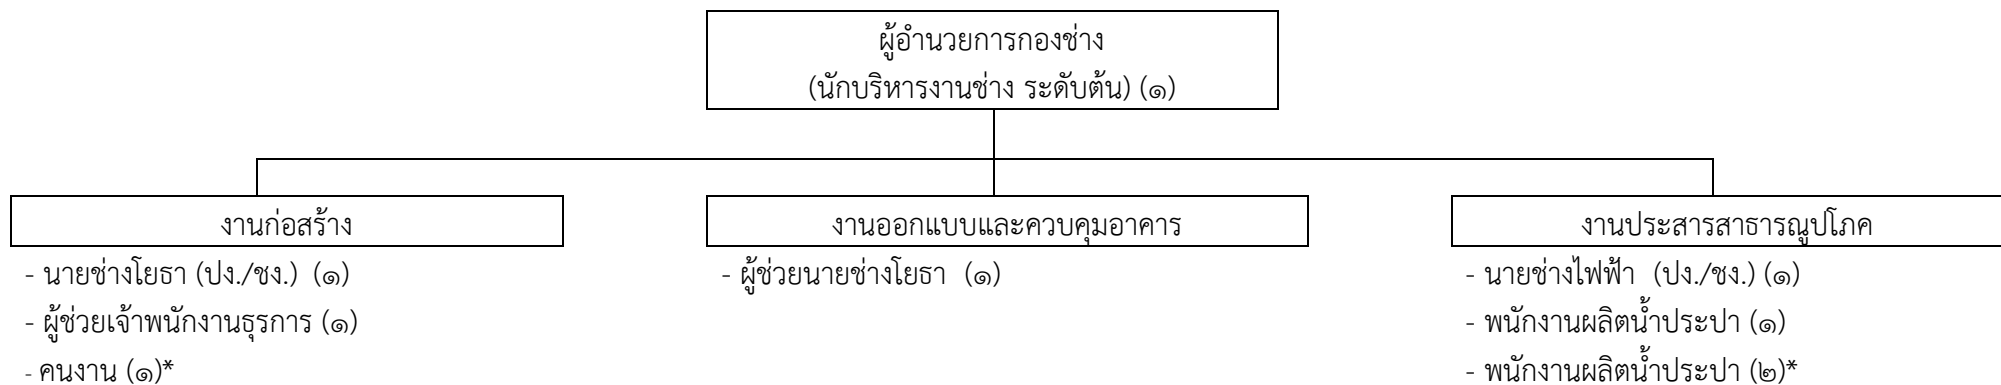 ผู้อำนวยการกองช่าง
(นักบริหารงานช่าง ระดับต้น) (๑)
งานก่อสร้าง
- นายช่างโยธา (ปง./ชง.) (๑)
- ผู้ช่วยเจ้าพนักงานธุรการ (๑)
- คนงาน (๑)*
งานออกแบบและควบคุมอาคาร
- ผู้ช่วยนายช่างโยธา (๑)
งานประสารสาธารณูปโภค
- นายช่างไฟฟ้า (ปง./ชง.) (๑)
- พนักงานผลิตน้ำประปา (๑)
- พนักงานผลิตน้ำประปา (๒)*